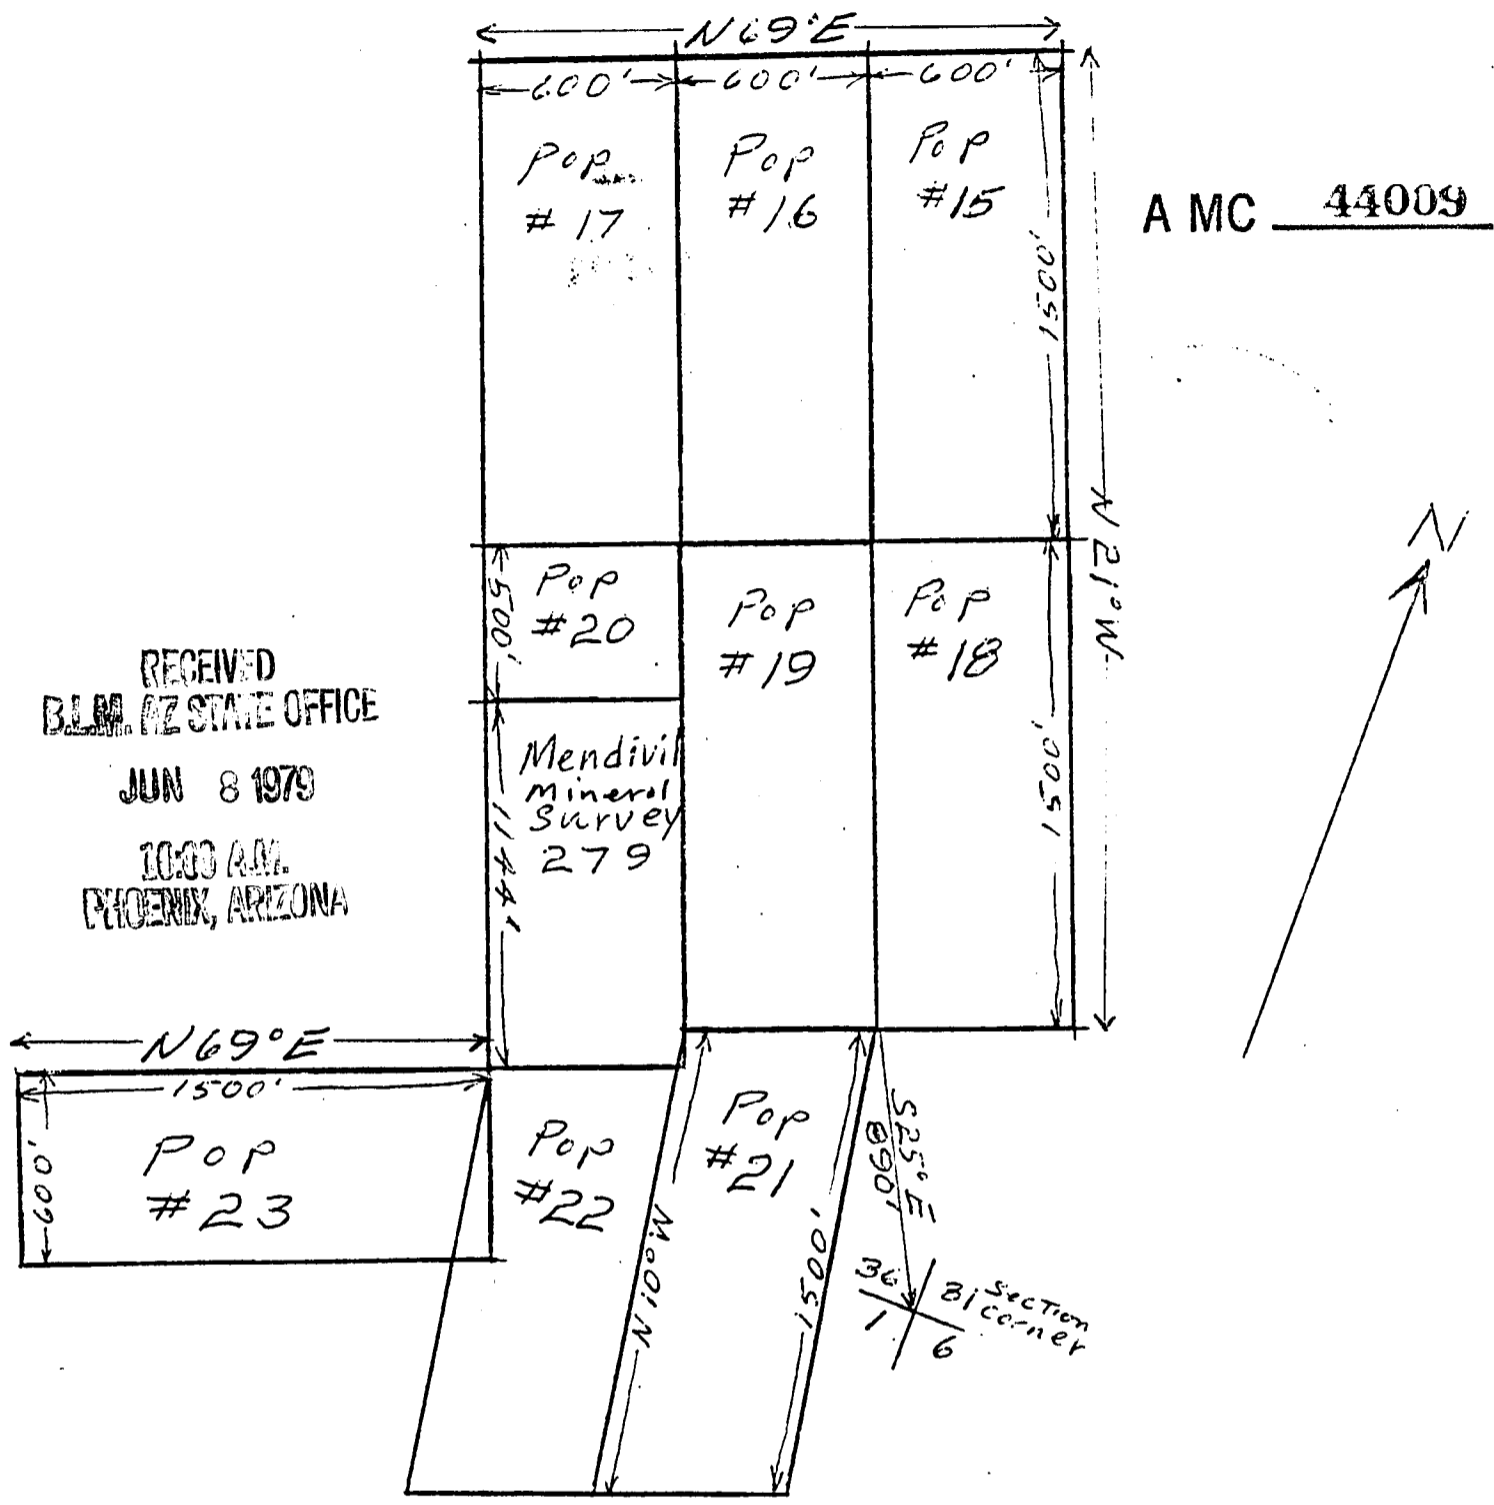 N69°E
600' 600' 600'
Pop
#17
Pop
#16
Pop
#15
A MC 44009
1500'
N21°W
N
Pop
#20
500'
Pop
#19
Pop
#18
1500'
RECEIVED
B.L.M. AZ STATE OFFICE
JUN 8 1979
10:00 A.M.
PHOENIX, ARIZONA
Mendivil
Mineral
Survey
279
1144'
N69°E
1500'
600'
Pop
#23
Pop
#22
Pop
#21
N10°W
1500'
S25°E
890'
36 31 Section
1 6 corner